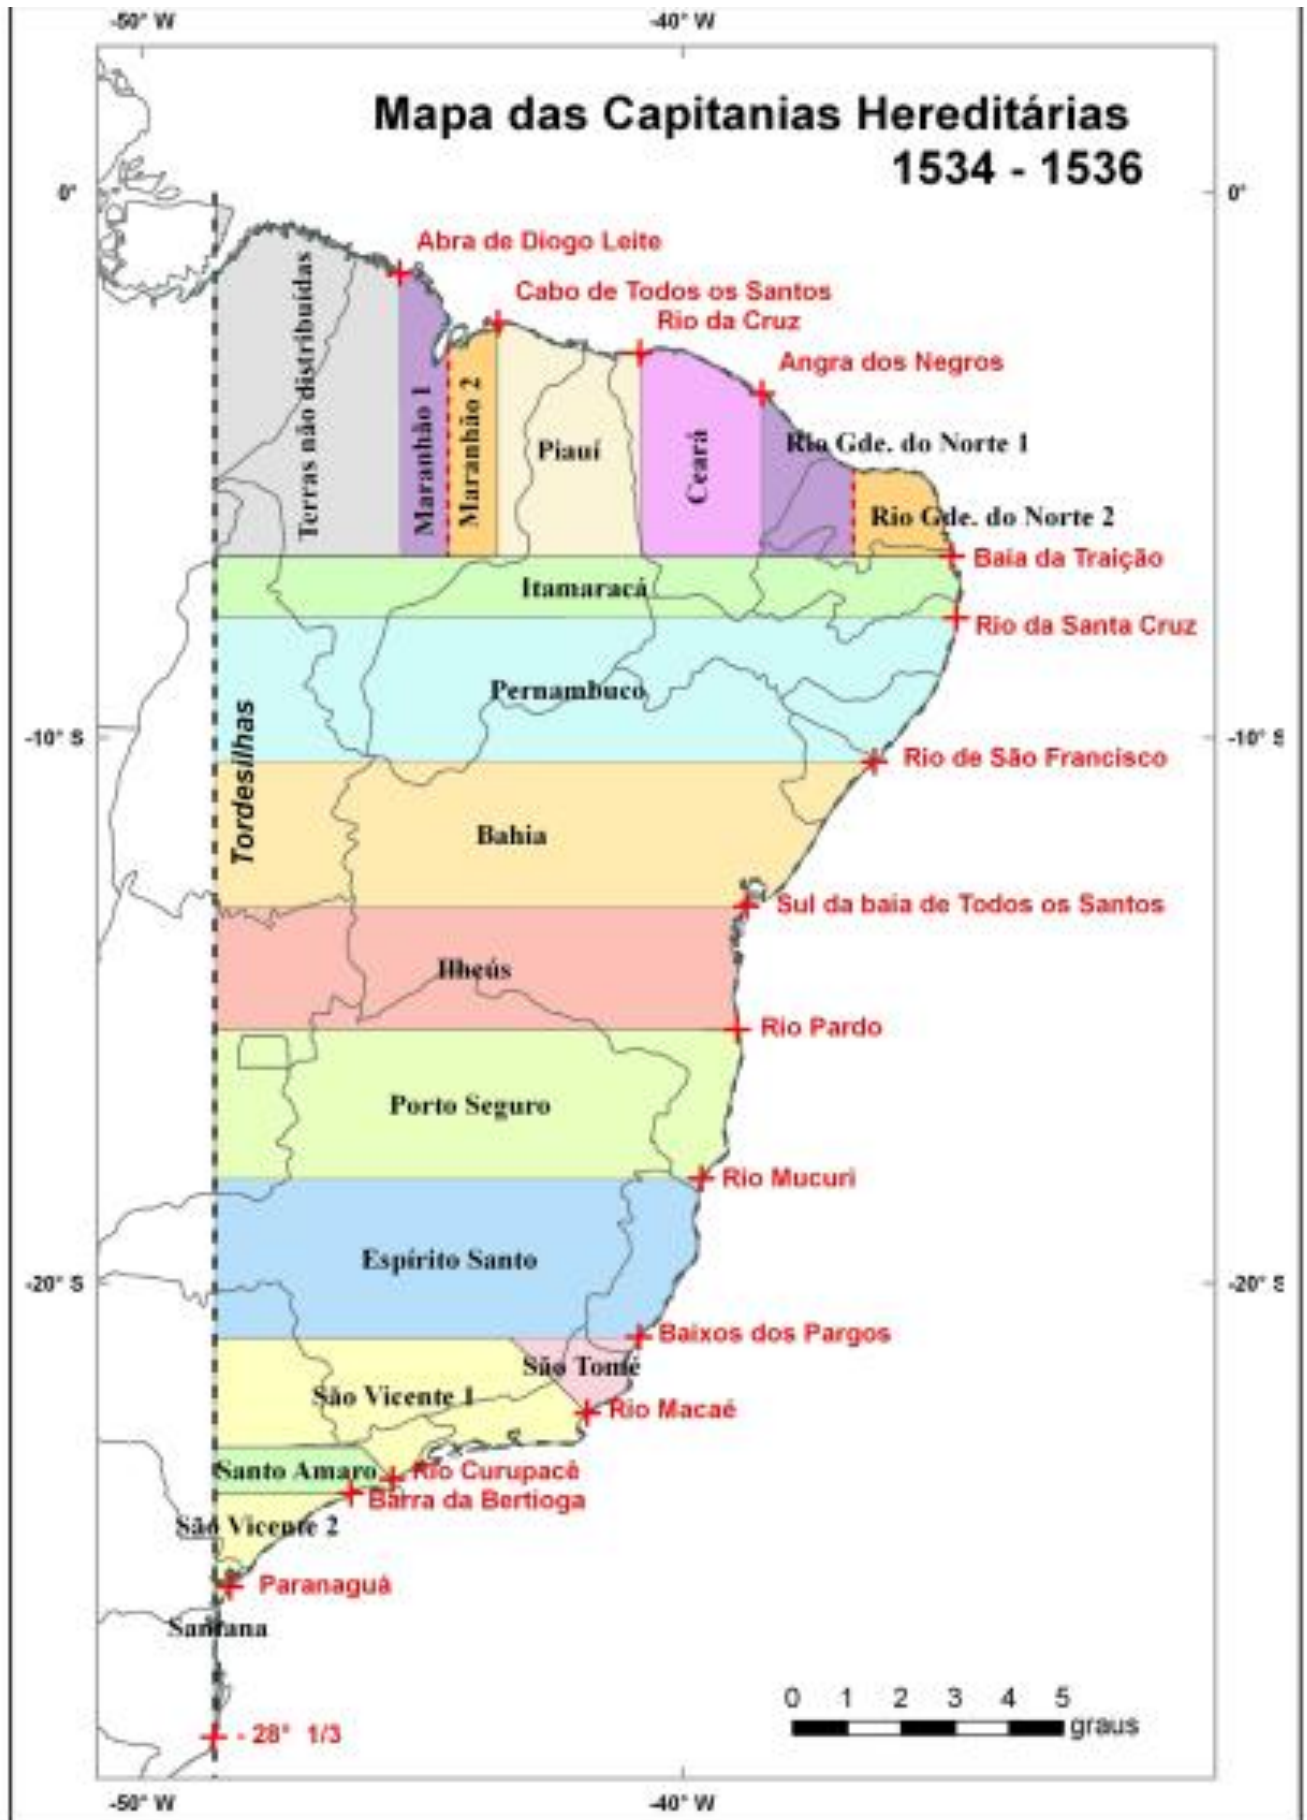 -50° W
-40° W
Mapa das Capitanias Hereditárias
1534 - 1536
0°
0°
Abra de Diogo Leite
Cabo de Todos os Santos
Rio da Cruz
Angra dos Negros
Terras não distribuídas
Maranhão 1
Maranhão 2
Piauí
Ceará
Rio Gde. do Norte 1
Rio Gde. do Norte 2
Baia da Traição
Itamaracá
Rio da Santa Cruz
Pernambuco
Tordesilhas
-10° S
-10° S
Rio de São Francisco
Bahia
Sul da baia de Todos os Santos
Ilheús
Rio Pardo
Porto Seguro
Rio Mucuri
Espírito Santo
-20° S
-20° S
Baixos dos Pargos
São Tomé
São Vicente 1
Rio Macaé
Santo Amaro
Rio Curupacê
Barra da Bertioga
São Vicente 2
Paranaguá
Santana
- 28° 1/3
0 1 2 3 4 5
graus
-50° W
-40° W